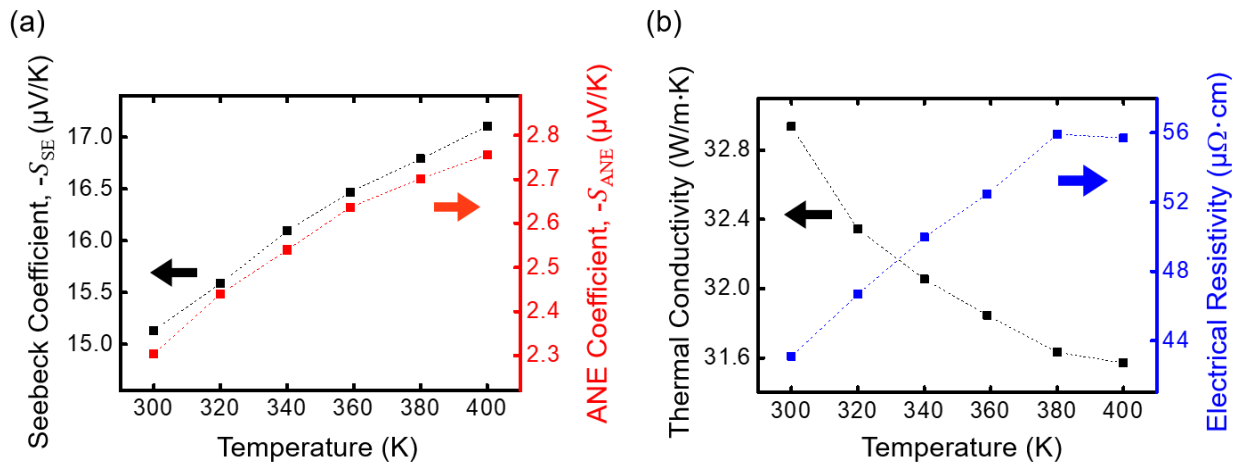 (a)
Seebeck Coefficient, -S_SE (μV/K)
17.0
16.5
16.0
15.5
15.0
2.8
2.7
2.6
2.5
2.4
2.3
ANE Coefficient, -S_ANE (μV/K)
300 320 340 360 380 400
Temperature (K)
(b)
Thermal Conductivity (W/m·K)
32.8
32.4
32.0
31.6
56
52
48
44
Electrical Resistivity (μΩ·cm)
300 320 340 360 380 400
Temperature (K)